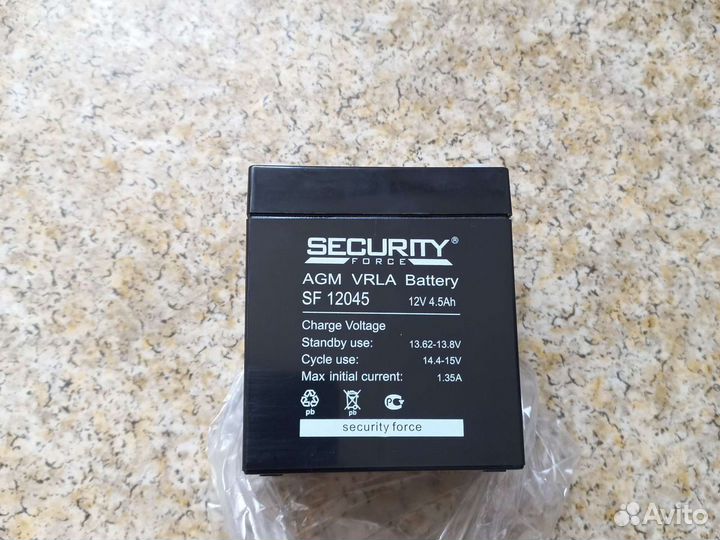 SECURITY®
FORCE
AGM VRLA Battery
SF 12045 12V 4.5Ah
Charge Voltage
Standby use: 13.62-13.8V
Cycle use: 14.4-15V
Max initial current: 1.35A
pb pb PC
security force
Avito